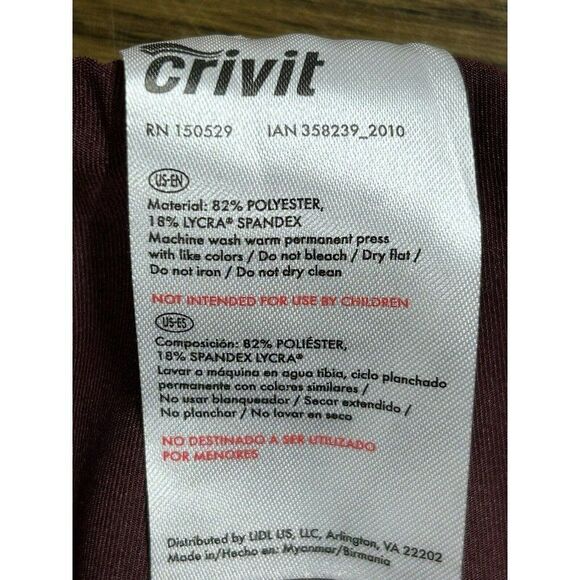 crivit
RN 150529 IAN 358239_2010
US-EN
Material: 82% POLYESTER,
18% LYCRA® SPANDEX
Machine wash warm permanent press
with like colors / Do not bleach / Dry flat /
Do not iron / Do not dry clean
NOT INTENDED FOR USE BY CHILDREN
US-ES
Composición: 82% POLIÉSTER,
18% SPANDEX LYCRA®
Lavar a máquina en agua tibia, ciclo planchado
permanente con colores similares /
No usar blanqueador / Secar extendido /
No planchar / No lavar en seco
NO DESTINADO A SER UTILIZADO
POR MENORES
Distributed by LIDL US, LLC, Arlington, VA 22202
Made in/Hecho en: Myanmar/Birmania